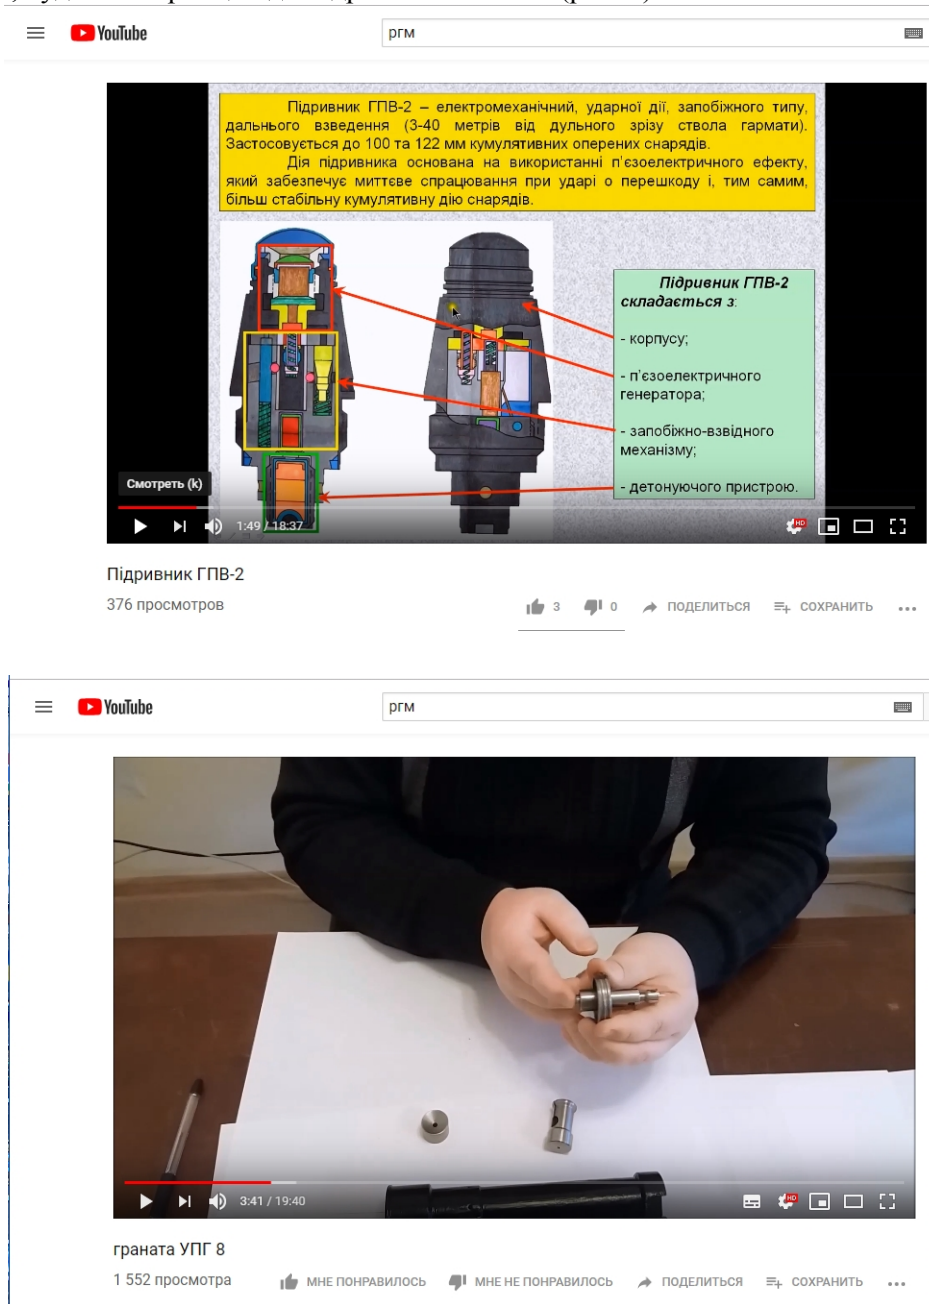 YouTube
ргм
Підривник ГПВ-2 – електромеханічний, ударної дії, запобіжного типу,
дальнього взведення (3-40 метрів від дульного зрізу ствола гармати).
Застосовується до 100 та 122 мм кумулятивних оперених снарядів.
Дія підривника основана на використанні п’єзоелектричного ефекту,
який забезпечує миттєве спрацювання при ударі о перешкоду і, тим самим,
більш стабільну кумулятивну дію снарядів.
Підривник ГПВ-2
складається з:
- корпусу;
- п’єзоелектричного
генератора;
- запобіжно-взвідного
механізму;
- детонуючого пристрою.
Смотреть (k)
1:49 / 18:37
HD
Підривник ГПВ-2
376 просмотров
3
0
ПОДЕЛИТЬСЯ
СОХРАНИТЬ
YouTube
ргм
3:41 / 19:40
HD
граната УПГ 8
1 552 просмотра
МНЕ ПОНРАВИЛОСЬ
МНЕ НЕ ПОНРАВИЛОСЬ
ПОДЕЛИТЬСЯ
СОХРАНИТЬ